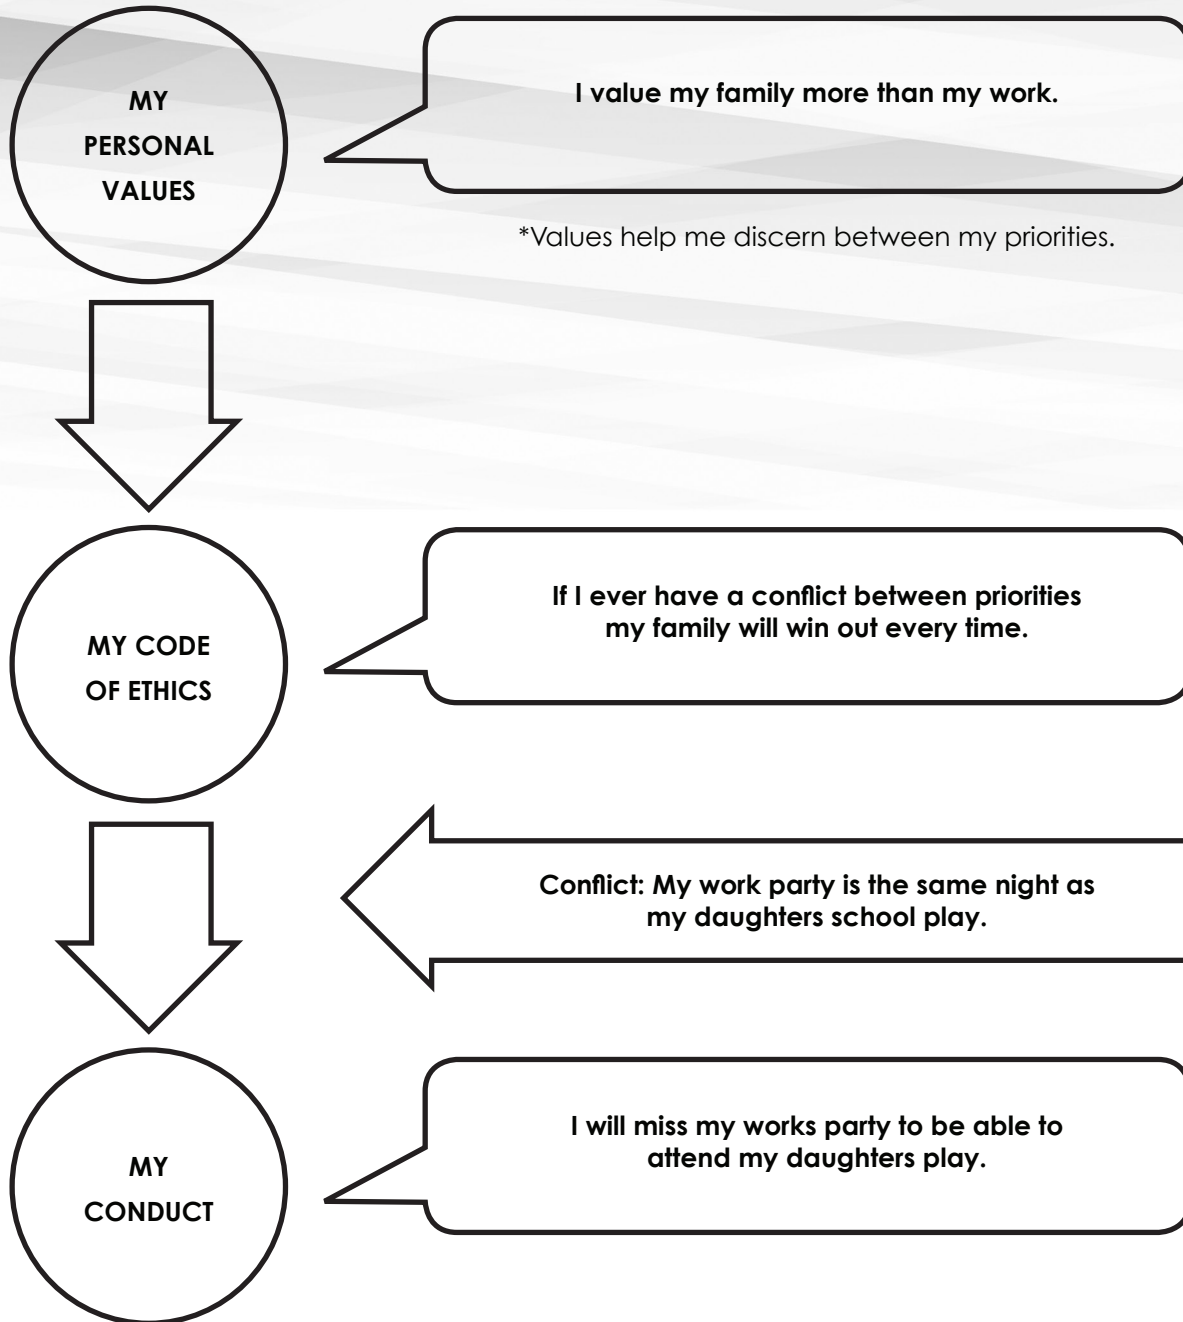 MY
PERSONAL
VALUES
I value my family more than my work.
*Values help me discern between my priorities.
MY CODE
OF ETHICS
If I ever have a conflict between priorities
my family will win out every time.
Conflict: My work party is the same night as
my daughters school play.
MY
CONDUCT
I will miss my works party to be able to
attend my daughters play.